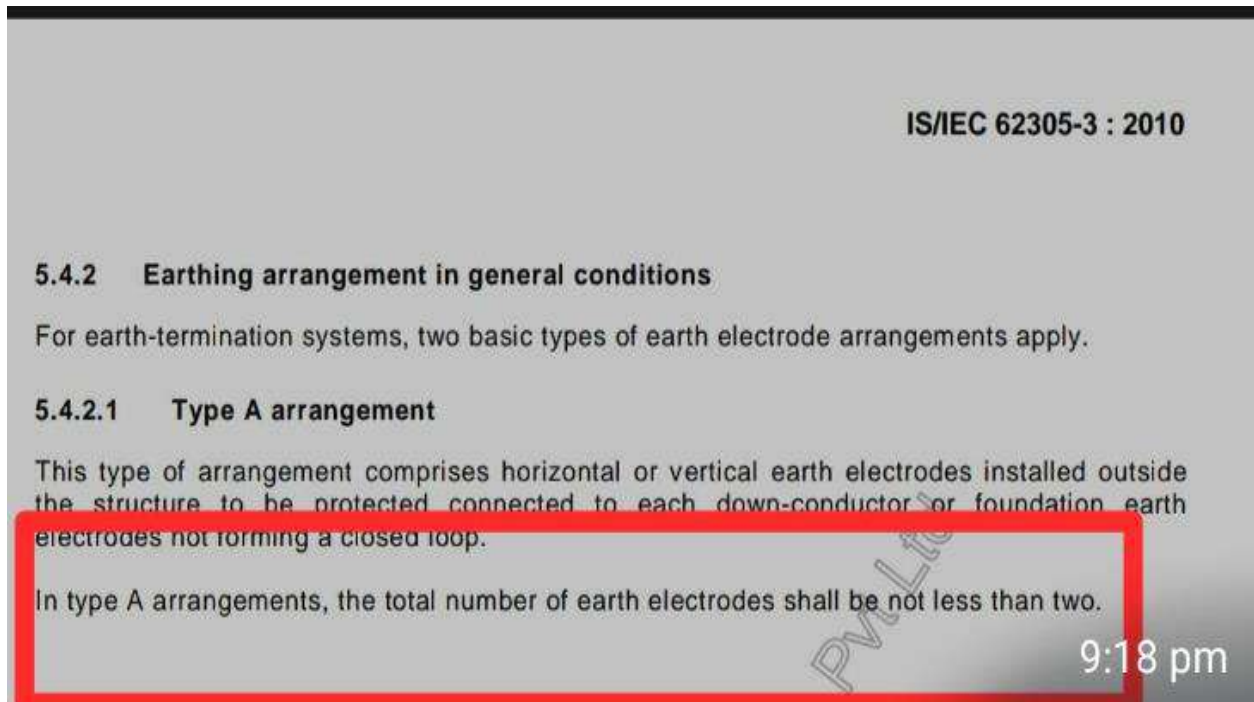 IS/IEC 62305-3 : 2010
5.4.2 Earthing arrangement in general conditions
For earth-termination systems, two basic types of earth electrode arrangements apply.
5.4.2.1 Type A arrangement
This type of arrangement comprises horizontal or vertical earth electrodes installed outside
the structure to be protected connected to each down-conductor or foundation earth
electrodes not forming a closed loop.
In type A arrangements, the total number of earth electrodes shall be not less than two.
Pvt Ltd
9:18 pm